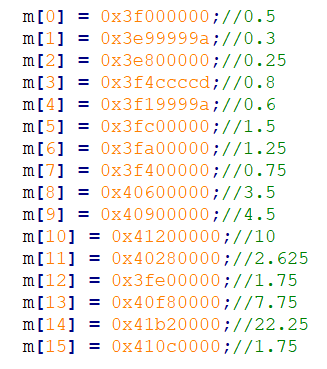 m[0] = 0x3f000000;//0.5
m[1] = 0x3e99999a;//0.3
m[2] = 0x3e800000;//0.25
m[3] = 0x3f4ccccd;//0.8
m[4] = 0x3f19999a;//0.6
m[5] = 0x3fc00000;//1.5
m[6] = 0x3fa00000;//1.25
m[7] = 0x3f400000;//0.75
m[8] = 0x40600000;//3.5
m[9] = 0x40900000;//4.5
m[10] = 0x41200000;//10
m[11] = 0x40280000;//2.625
m[12] = 0x3fe00000;//1.75
m[13] = 0x40f80000;//7.75
m[14] = 0x41b20000;//22.25
m[15] = 0x410c0000;//1.75